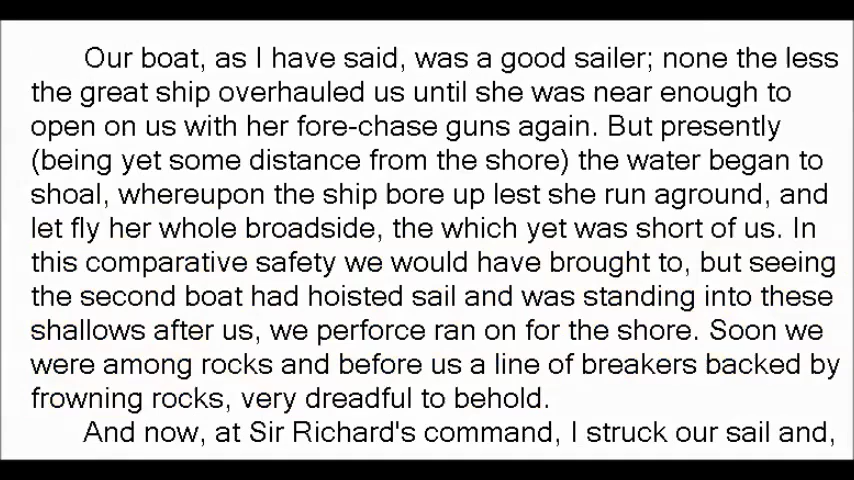 Our boat, as I have said, was a good sailer; none the less
the great ship overhauled us until she was near enough to
open on us with her fore-chase guns again. But presently
(being yet some distance from the shore) the water began to
shoal, whereupon the ship bore up lest she run aground, and
let fly her whole broadside, the which yet was short of us. In
this comparative safety we would have brought to, but seeing
the second boat had hoisted sail and was standing into these
shallows after us, we perforce ran on for the shore. Soon we
were among rocks and before us a line of breakers backed by
frowning rocks, very dreadful to behold.
And now, at Sir Richard's command, I struck our sail and,